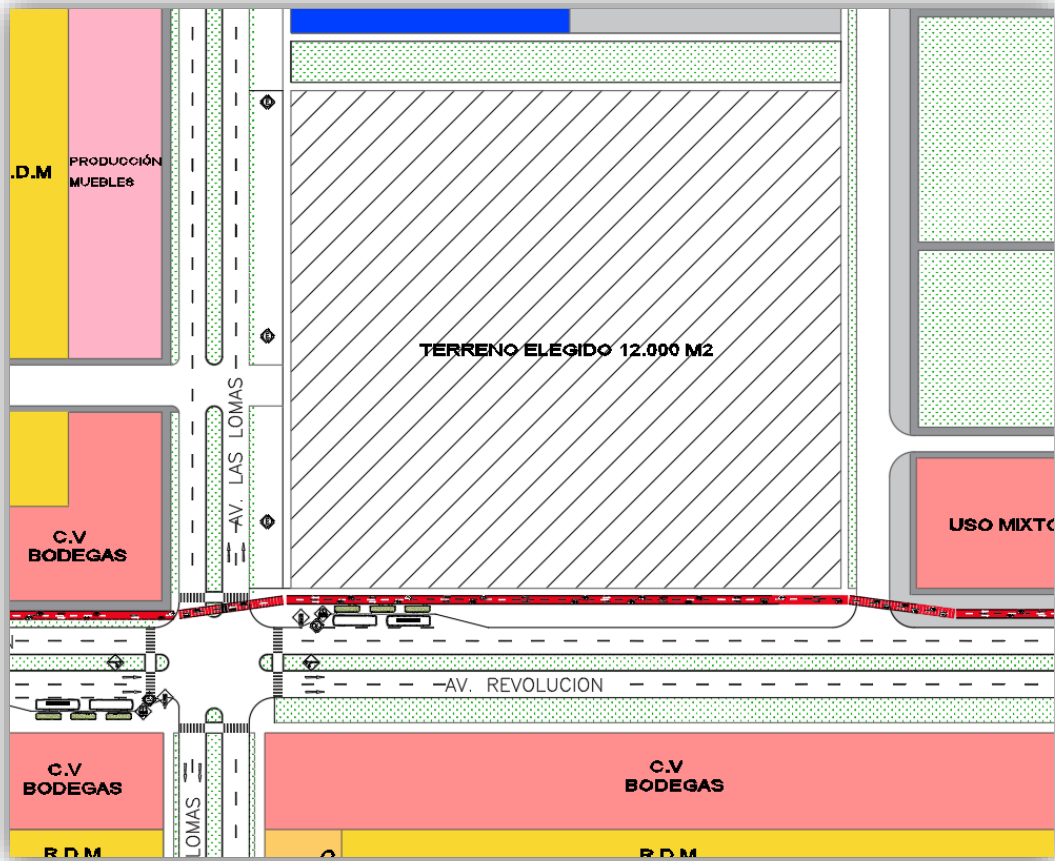 .D.M
PRODUCCIÓN
MUEBLES
TERRENO ELEGIDO 12.000 M2
AV. LAS LOMAS
C.V
BODEGAS
USO MIXTO
AV. REVOLUCION
C.V
BODEGAS
C.V
BODEGAS
LOMAS
R.D.M
R.D.M